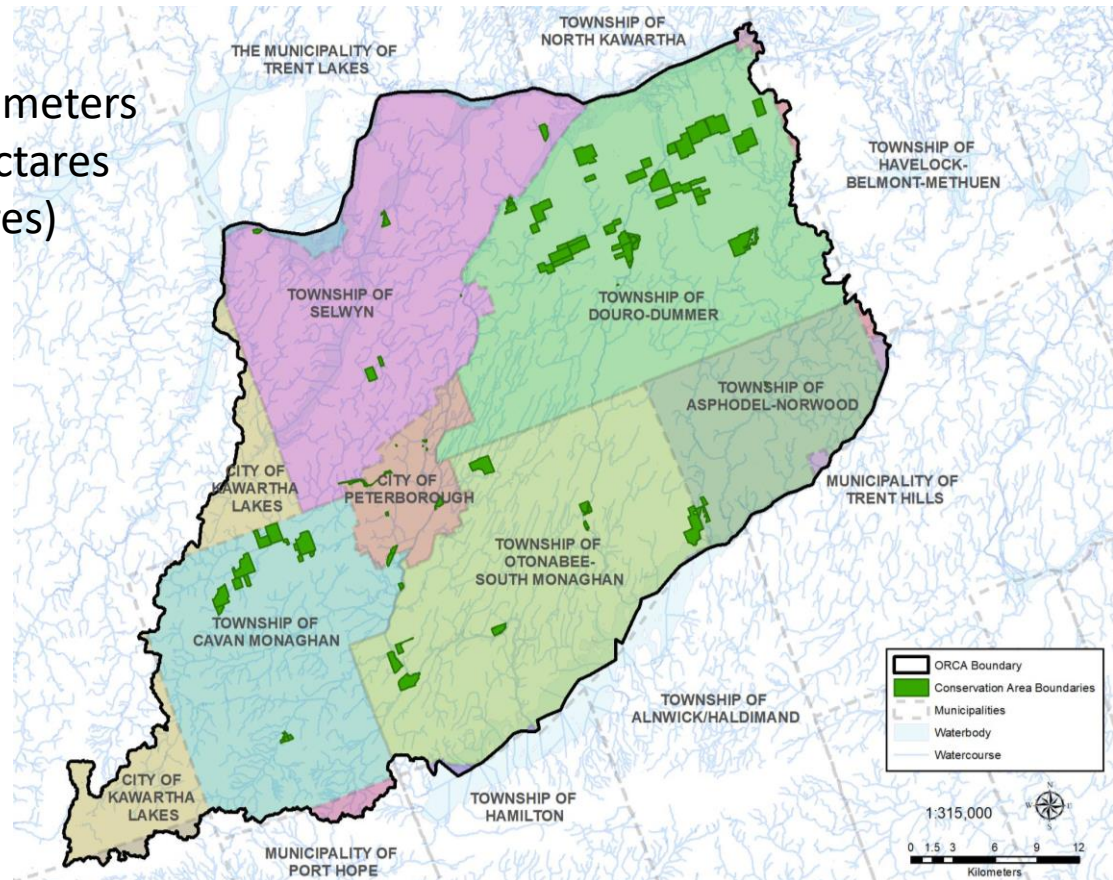 meters
ctares
es)
THE MUNICIPALITY OF
TRENT LAKES
TOWNSHIP OF
NORTH KAWARTHA
TOWNSHIP OF
HAVELOCK-
BELMONT-METHUEN
TOWNSHIP OF
SELWYN
TOWNSHIP OF
DOURO-DUMMER
TOWNSHIP OF
ASPHODEL-NORWOOD
CITY OF
KAWARTHA
LAKES
CITY OF
PETERBOROUGH
MUNICIPALITY OF
TRENT HILLS
TOWNSHIP OF
OTONABEE-
SOUTH MONAGHAN
TOWNSHIP OF
CAVAN MONAGHAN
TOWNSHIP OF
ALNWICK/HALDIMAND
CITY OF
KAWARTHA
LAKES
TOWNSHIP OF
HAMILTON
MUNICIPALITY OF
PORT HOPE
ORCA Boundary
Conservation Area Boundaries
Municipalities
Waterbody
Watercourse
1:315,000
N
W E
S
0 1.5 3 6 9 12
Kilometers